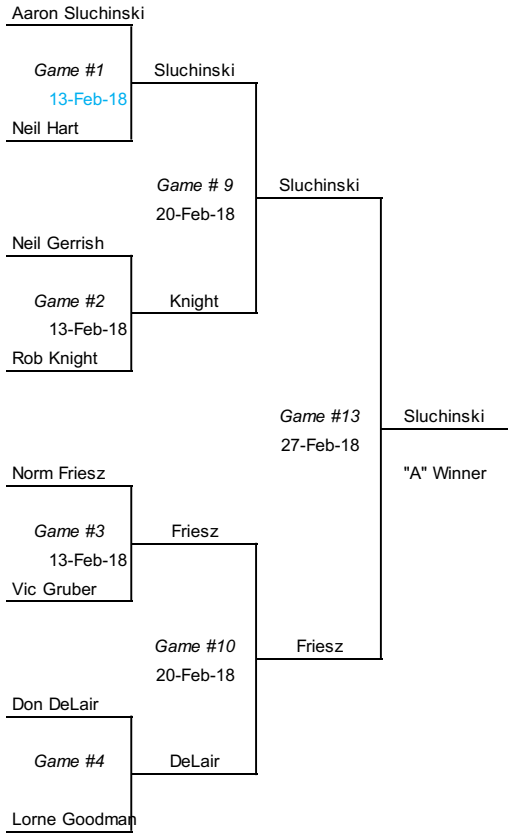 Aaron Sluchinski
Game #1
Sluchinski
13-Feb-18
Neil Hart
Game # 9
Sluchinski
20-Feb-18
Neil Gerrish
Game #2
Knight
13-Feb-18
Rob Knight
Game #13
Sluchinski
27-Feb-18
Norm Friesz
"A" Winner
Game #3
Friesz
13-Feb-18
Vic Gruber
Game #10
Friesz
20-Feb-18
Don DeLair
Game #4
DeLair
Lorne Goodman